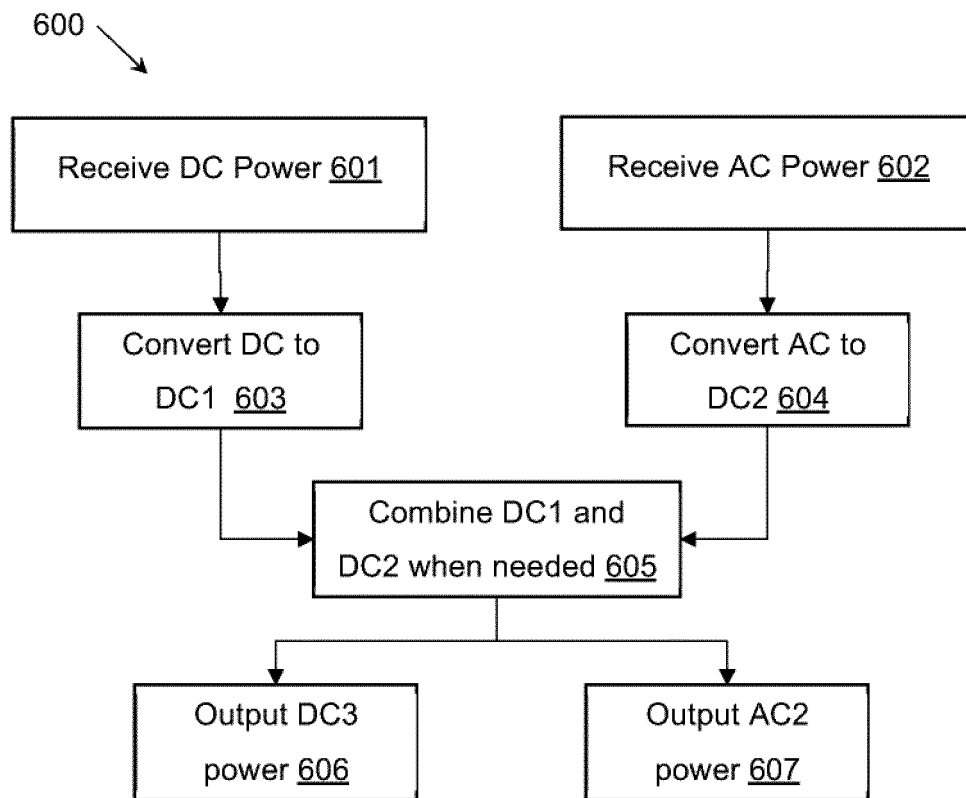 600
Receive DC Power 601
Receive AC Power 602
Convert DC to
DC1 603
Convert AC to
DC2 604
Combine DC1 and
DC2 when needed 605
Output DC3
power 606
Output AC2
power 607